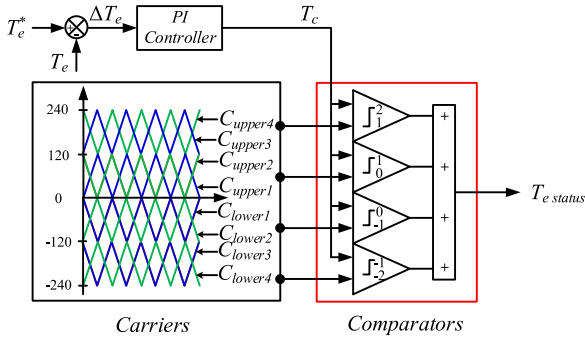 T_e^* + - ΔT_e PI Controller T_c
T_e
240
120
0
-120
-240
C_upper4
C_upper3
C_upper2
C_upper1
C_lower1
C_lower2
C_lower3
C_lower4
2
1
+
1
0
+
0
-1
+
-1
-2
+
T_e status
Carriers
Comparators